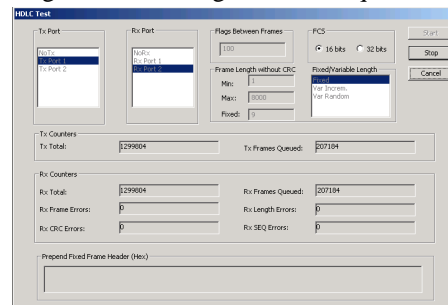 HDLC Test
Tx Port
Rx Port
Flags Between Frames
FCS
Start
NoTx
Tx Port 1
Tx Port 2
NoRx
Rx Port 1
Rx Port 2
100
16 bits
32 bits
Stop
Frame Length without CRC
Fixed/Variable Length
Cancel
Min: 1
Max: 8000
Fixed: 9
Fixed
Var Increm.
Var Random
Tx Counters
Tx Total: 1299804 Tx Frames Queued: 207184
Rx Counters
Rx Total: 1299804 Rx Frames Queued: 207184
Rx Frame Errors: 0 Rx Length Errors: 0
Rx CRC Errors: 0 Rx SEQ Errors: 0
Prepend Fixed Frame Header (Hex)